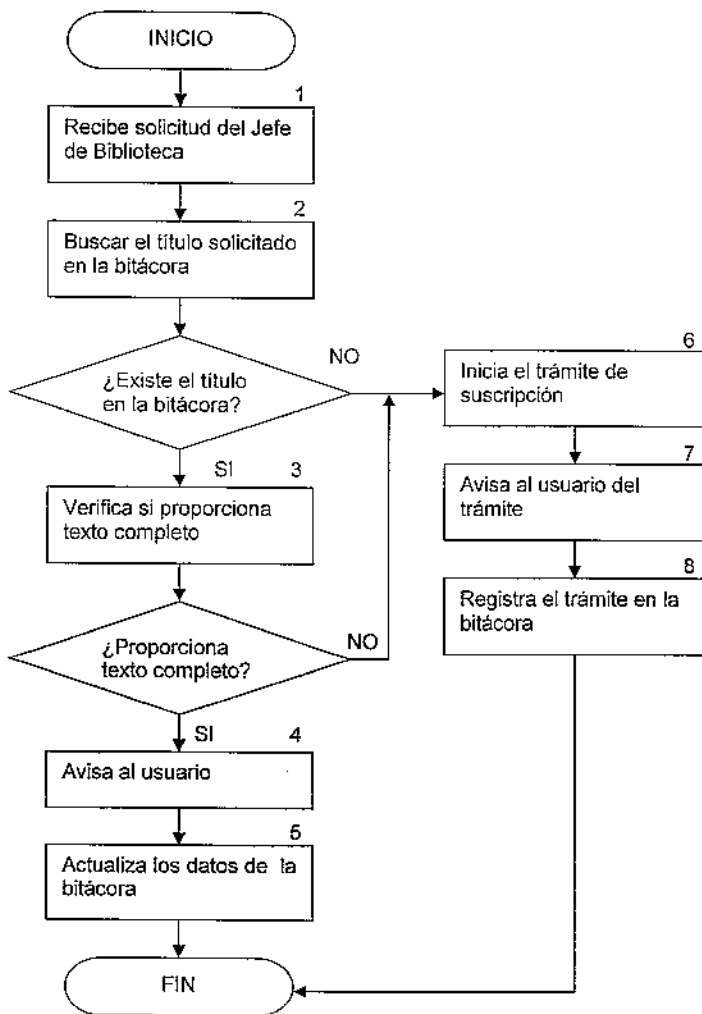 INICIO
1
Recibe solicitud del Jefe
de Biblioteca
2
Buscar el título solicitado
en la bitácora
¿Existe el título
en la bitácora?
NO
SI
3
Verifica si proporciona
texto completo
¿Proporciona
texto completo?
NO
SI
4
Avisa al usuario
5
Actualiza los datos de la
bitácora
6
Inicia el trámite de
suscripción
7
Avisa al usuario del
trámite
8
Registra el trámite en la
bitácora
FIN